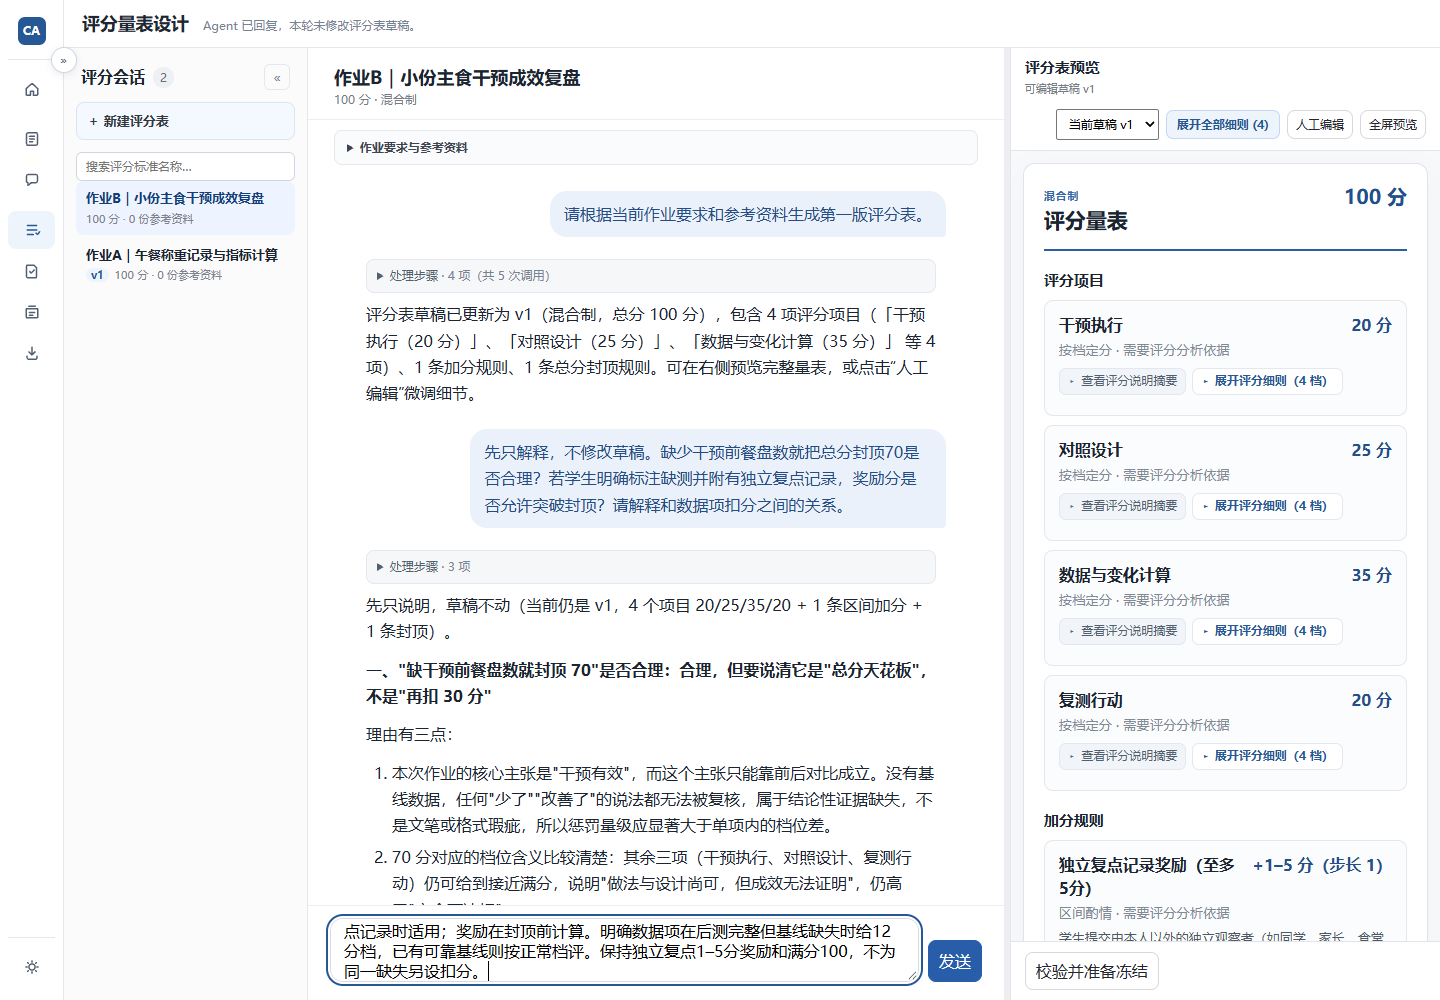 CA
评分量表设计
Agent 已回复，本轮未修改评分表草稿。
»
评分会话 2
«
+ 新建评分表
搜索评分标准名称...
作业B | 小份主食干预成效复盘
100 分 · 0 份参考资料
作业A | 午餐称重记录与指标计算
v1 100 分 · 0 份参考资料
作业B | 小份主食干预成效复盘
100 分 · 混合制
▶ 作业要求与参考资料
请根据当前作业要求和参考资料生成第一版评分表。
▶ 处理步骤 · 4 项（共 5 次调用）
评分表草稿已更新为 v1（混合制，总分 100 分），包含 4 项评分项目（「干预
执行（20 分）」、「对照设计（25 分）」、「数据与变化计算（35 分）」 等 4
项）、1 条加分规则、1 条总分封顶规则。可在右侧预览完整量表，或点击“人工
编辑”微调细节。
先只解释，不修改草稿。缺少干预前餐盘数就把总分封顶70是
否合理？若学生明确标注缺测并附有独立复点记录，奖励分是
否允许突破封顶？请解释和数据项扣分之间的关系。
▶ 处理步骤 · 3 项
先只说明，草稿不动（当前仍是 v1，4 个项目 20/25/35/20 + 1 条区间加分 +
1 条封顶）。
一、"缺干预前餐盘数就封顶 70"是否合理：合理，但要说清它是"总分天花板"，
不是"再扣 30 分"
理由有三点：
1. 本次作业的核心主张是"干预有效"，而这个主张只能靠前后对比成立。没有基
线数据，任何"少了""改善了"的说法都无法被复核，属于结论性证据缺失，不
是文笔或格式瑕疵，所以惩罚量级应显著大于单项内的档位差。
2. 70 分对应的档位含义比较清楚：其余三项（干预执行、对照设计、复测行
动）仍可给到接近满分，说明"做法与设计尚可，但成效无法证明"，仍高
点记录时适用；奖励在封顶前计算。明确数据项在后测完整但基线缺失时给12
分档，已有可靠基线则按正常档评。保持独立复点1–5分奖励和满分100，不为
同一缺失另设扣分。
发送
评分表预览
可编辑草稿 v1
当前草稿 v1
展开全部细则 (4)
人工编辑
全屏预览
混合制
100 分
评分量表
评分项目
干预执行 20 分
按档定分 · 需要评分分析依据
查看评分说明摘要
展开评分细则（4 档）
对照设计 25 分
按档定分 · 需要评分分析依据
查看评分说明摘要
展开评分细则（4 档）
数据与变化计算 35 分
按档定分 · 需要评分分析依据
查看评分说明摘要
展开评分细则（4 档）
复测行动 20 分
按档定分 · 需要评分分析依据
查看评分说明摘要
展开评分细则（4 档）
加分规则
独立复点记录奖励（至多 +1–5 分（步长 1）
5分）
区间酌情 · 需要评分分析依据
学生提交由本人以外的独立观察者（如同学、家长、食堂
校验并准备冻结